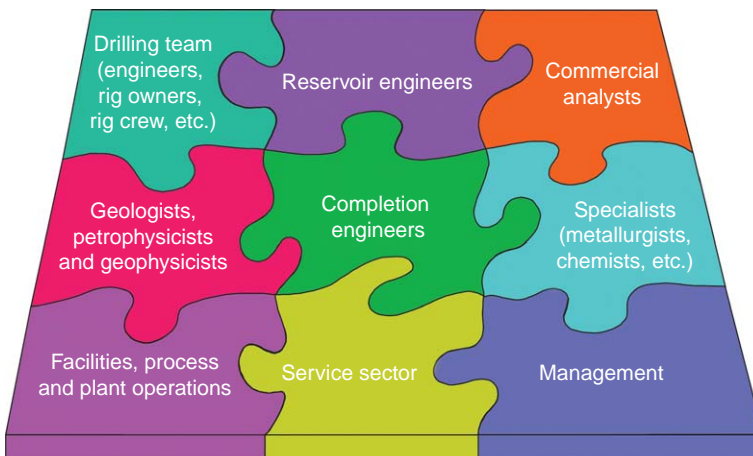 Drilling team
(engineers,
rig owners,
rig crew, etc.)
Reservoir engineers
Commercial
analysts
Geologists,
petrophysicists
and geophysicists
Completion
engineers
Specialists
(metallurgists,
chemists, etc.)
Facilities, process
and plant operations
Service sector
Management